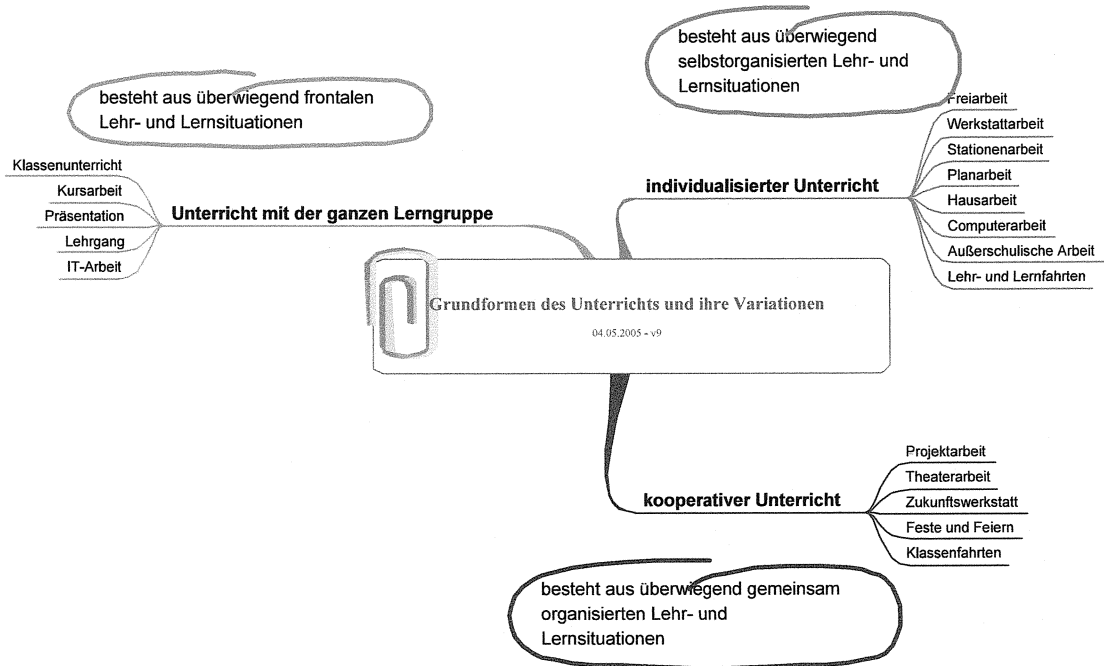 besteht aus überwiegend
selbstorganisierten Lehr- und
Lernsituationen
besteht aus überwiegend frontalen
Lehr- und Lernsituationen
Freiarbeit
Werkstattarbeit
Stationenarbeit
Planarbeit
Hausarbeit
Computerarbeit
Außerschulische Arbeit
Lehr- und Lernfahrten
individualisierter Unterricht
Klassenunterricht
Kursarbeit
Präsentation
Lehrgang
IT-Arbeit
Unterricht mit der ganzen Lerngruppe
Grundformen des Unterrichts und ihre Variationen
04.05.2005 - v9
kooperativer Unterricht
Projektarbeit
Theaterarbeit
Zukunftswerkstatt
Feste und Feiern
Klassenfahrten
besteht aus überwiegend gemeinsam
organisierten Lehr- und
Lernsituationen